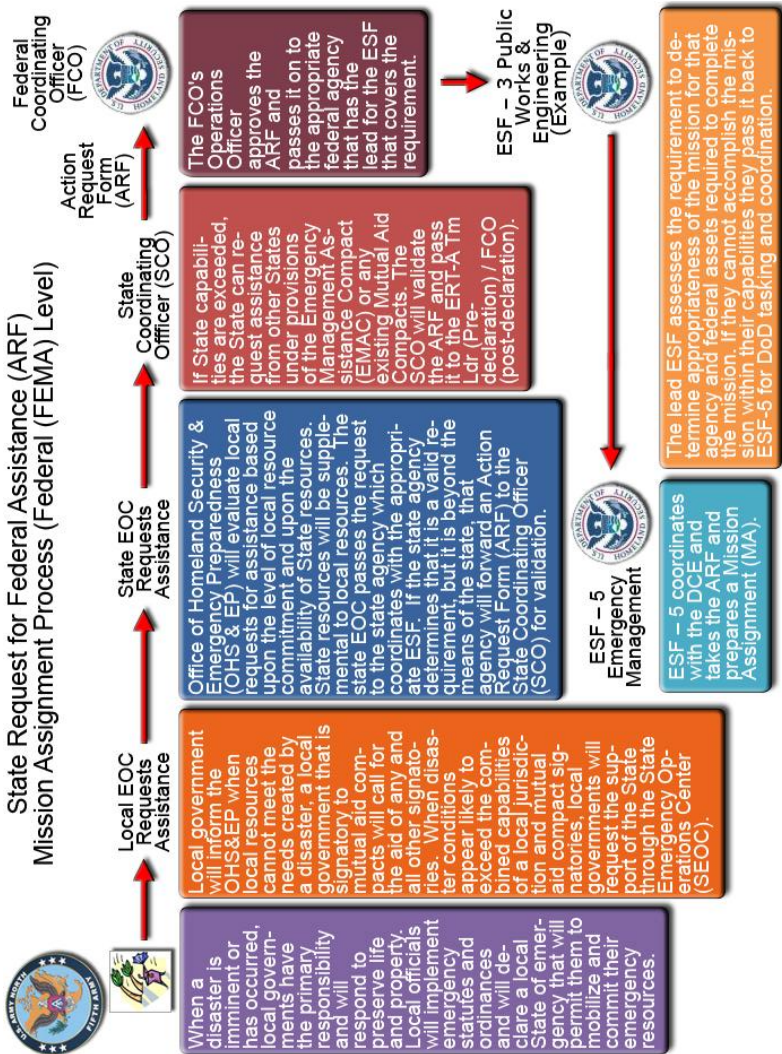 State Request for Federal Assistance (ARF)
Mission Assignment Process (Federal (FEMA) Level)
U.S. ARMY NORTH
FIFTH ARMY
Local EOC
Requests
Assistance
State EOC
Requests
Assistance
State
Coordinating
Offficer (SCO)
Action
Request
Form
(ARF)
Federal
Coordinating
Officer
(FCO)
U.S. DEPARTMENT OF
HOMELAND SECURITY
When a
disaster is
imminent or
has occurred,
local govern-
ments have
the primary
responsibility
and will
respond to
preserve life
and property.
Local officials
will implement
emergency
statutes and
ordinances
and will de-
clare a local
State of emer-
gency that will
permit them to
mobilize and
commit their
emergency
resources.
Local government
will inform the
OHS&EP when
local resources
cannot meet the
needs created by
a disaster, a local
government that is
signatory to
mutual aid com-
pacts will call for
the aid of any and
all other signato-
ries. When disas-
ter conditions
appear likely to
exceed the com-
bined capabilities
of a local jurisdic-
tion and mutual
aid compact sig-
natories, local
governments will
request the sup-
port of the State
through the State
Emergency Op-
erations Center
(SEOC).
Office of Homeland Security &
Emergency Preparedness
(OHS & EP) will evaluate local
requests for assistance based
upon the level of local resource
commitment and upon the
availability of State resources.
State resources will be supple-
mental to local resources. The
state EOC passes the request
to the state agency which
coordinates with the appropri-
ate ESF. If the state agency
determines that it is a valid re-
quirement, but it is beyond the
means of the state, that
agency will forward an Action
Request Form (ARF) to the
State Coordinating Officer
(SCO) for validation.
If State capabili-
ties are exceeded,
the State can re-
quest assistance
from other States
under provisions
of the Emergency
Management As-
sistance Compact
(EMAC) or any
existing Mutual Aid
Compacts. The
SCO will validate
the ARF and pass
it to the ERT-A Tm
Ldr (Pre-
declaration) / FCO
(post-declaration).
The FCO's
Operations
Officer
approves the
ARF and
passes it on to
the appropriate
federal agency
that has the
lead for the ESF
that covers the
requirement.
ESF – 3 Public
Works &
Engineering
(Example)
U.S. DEPARTMENT OF
HOMELAND SECURITY
The lead ESF assesses the requirement to de-
termine appropriateness of the mission for that
agency and federal assets required to complete
the mission. If they cannot accomplish the mis-
sion within their capabilities they pass it back to
ESF-5 for DoD tasking and coordination.
ESF – 5
Emergency
Management
U.S. DEPARTMENT OF
HOMELAND SECURITY
ESF – 5 coordinates
with the DCE and
takes the ARF and
prepares a Mission
Assignment (MA).